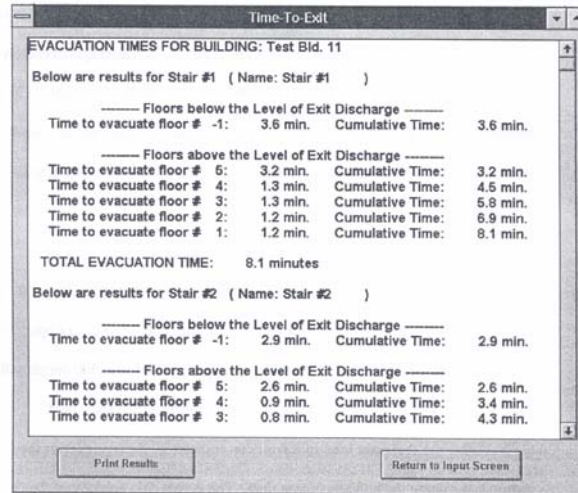 Time-To-Exit
EVACUATION TIMES FOR BUILDING: Test Bld. 11
Below are results for Stair #1 ( Name: Stair #1 )
-------- Floors below the Level of Exit Discharge --------
Time to evacuate floor # -1: 3.6 min. Cumulative Time: 3.6 min.
-------- Floors above the Level of Exit Discharge --------
Time to evacuate floor # 5: 3.2 min. Cumulative Time: 3.2 min.
Time to evacuate floor # 4: 1.3 min. Cumulative Time: 4.5 min.
Time to evacuate floor # 3: 1.3 min. Cumulative Time: 5.8 min.
Time to evacuate floor # 2: 1.2 min. Cumulative Time: 6.9 min.
Time to evacuate floor # 1: 1.2 min. Cumulative Time: 8.1 min.
TOTAL EVACUATION TIME: 8.1 minutes
Below are results for Stair #2 ( Name: Stair #2 )
-------- Floors below the Level of Exit Discharge --------
Time to evacuate floor # -1: 2.9 min. Cumulative Time: 2.9 min.
-------- Floors above the Level of Exit Discharge --------
Time to evacuate floor # 5: 2.6 min. Cumulative Time: 2.6 min.
Time to evacuate floor # 4: 0.9 min. Cumulative Time: 3.4 min.
Time to evacuate floor # 3: 0.8 min. Cumulative Time: 4.3 min.
Print Results
Return to Input Screen